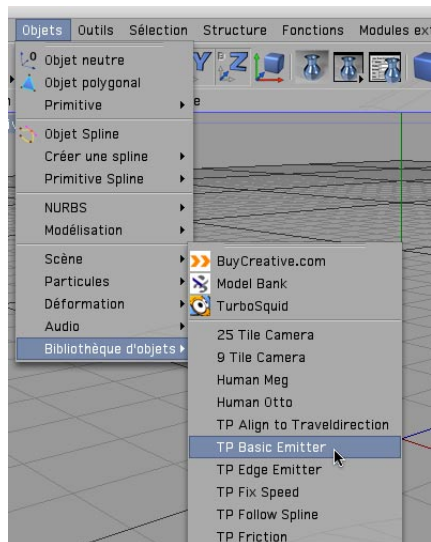 Objets Outils Sélection Structure Fonctions Modules ext
Objet neutre
Objet polygonal
Primitive
Objet Spline
Créer une spline
Primitive Spline
NURBS
Modélisation
Scène
Particules
Déformation
Audio
Bibliothèque d'objets
BuyCreative.com
Model Bank
TurboSquid
25 Tile Camera
9 Tile Camera
Human Meg
Human Otto
TP Align to Traveldirection
TP Basic Emitter
TP Edge Emitter
TP Fix Speed
TP Follow Spline
TP Friction